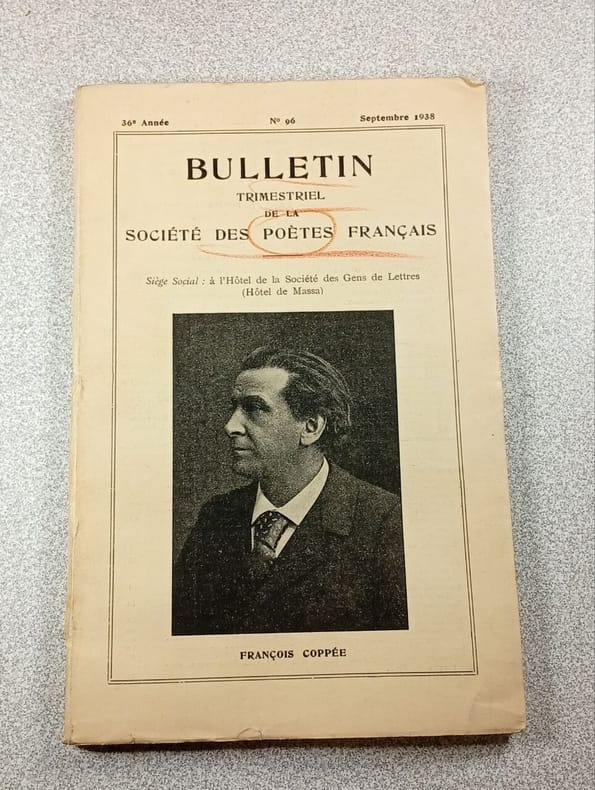 36e Année No 96 Septembre 1938
BULLETIN
TRIMESTRIEL
DE LA
SOCIÉTÉ DES POÈTES FRANÇAIS
Siège Social : à l'Hôtel de la Société des Gens de Lettres
(Hôtel de Massa)
FRANÇOIS COPPÉE